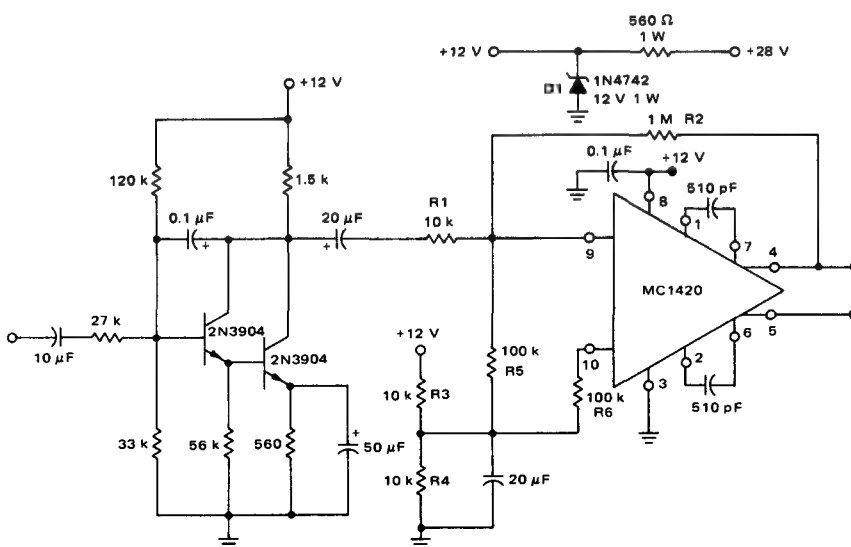 560 Ω
1 W
+12 V
+28 V
1N4742
D1
12 V 1 W
+12 V
1 M R2
0.1 μF
+12 V
120 k
1.5 k
510 pF
R1
10 k
8
1
7
0.1 μF
+
20 μF
+
9
4
MC1420
27 k
2N3904
+12 V
5
6
10 μF
2N3904
10
2
100 k
R5
3
10 k R3
100 k
R6
510 pF
33 k
56 k
560
+
50 μF
10 k R4
20 μF